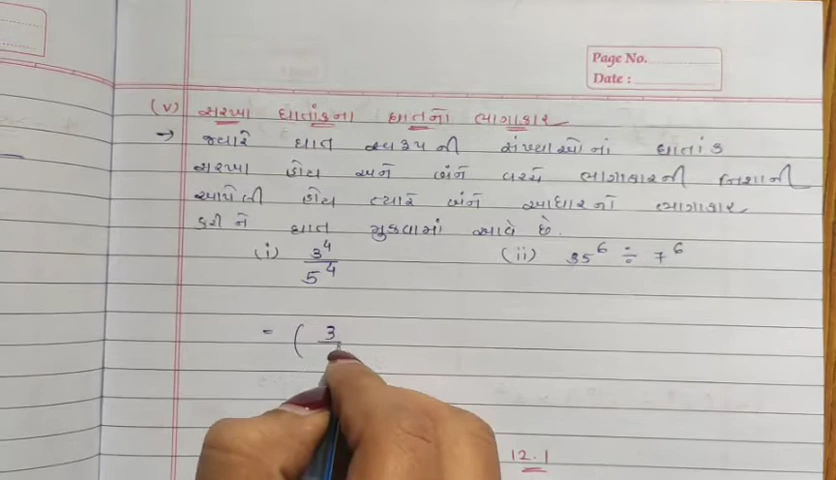 Page No.
Date :
(v) સરખા ઘાતાંકના ઘાતનો ભાગાકાર
→ જ્યારે ઘાત સ્વરૂપની સંખ્યાઓનાં ઘાતાંક
સરખા હોય અને બંને વચ્ચે ભાગાકારની નિશાની
આપેલી હોય ત્યારે બંને આધારનો ભાગાકાર
કરીને ઘાત મુકવામાં આવે છે.
(i) 3⁴/5⁴ (ii) 35⁶ ÷ 7⁶
= ( 3
12.1